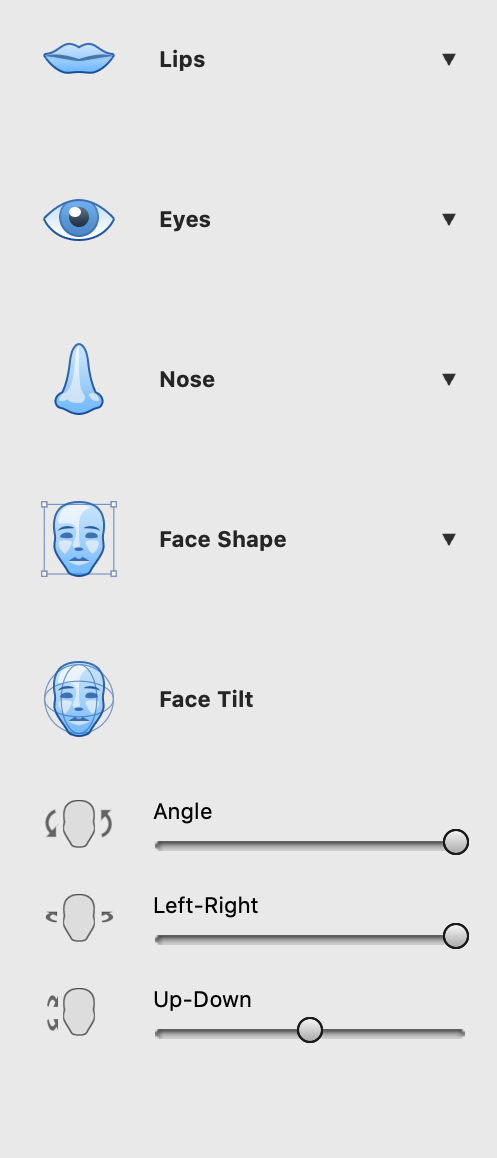 Lips
Eyes
Nose
Face Shape
Face Tilt
Angle
Left-Right
Up-Down